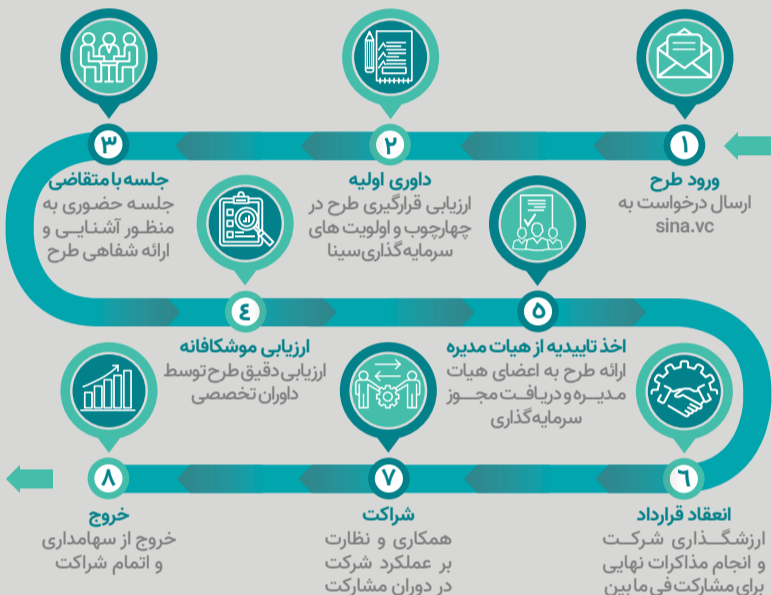 ۱
ورود طرح
ارسال درخواست به
sina.vc
۲
داوری اولیه
ارزیابی قرارگیری طرح در
چهارچوب و اولویت های
سرمایه‌گذاری سینا
۳
جلسه با متقاضی
جلسه حضوری به
منظور آشنایی و
ارائه شفاهی طرح
٤
ارزیابی موشکافانه
ارزیابی دقیق طرح توسط
داوران تخصصی
۵
اخذ تاییدیه از هیات مدیره
ارائه طرح به اعضای هیات
مدیره و دریافت مجوز
سرمایه‌گذاری
٦
انعقاد قرارداد
ارزشگذاری شرکت
و انجام مذاکرات نهایی
برای مشارکت فی مابین
۷
شراکت
همکاری و نظارت
بر عملکرد شرکت
در دوران مشارکت
۸
خروج
خروج از سهامداری
و اتمام شراکت